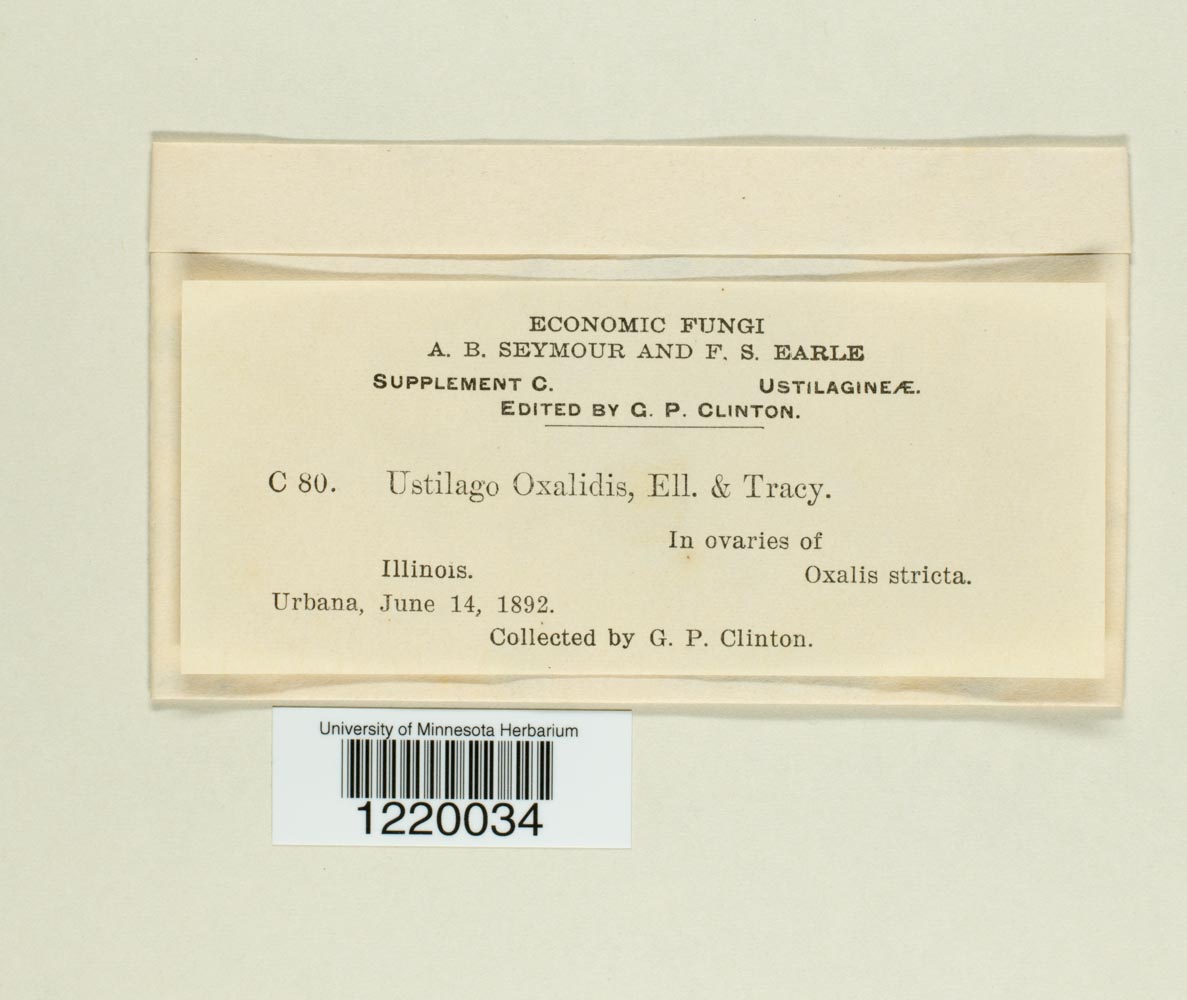 ECONOMIC FUNGI
A. B. SEYMOUR AND F. S. EARLE
SUPPLEMENT C. USTILAGINEÆ.
EDITED BY G. P. CLINTON.
C 80. Ustilago Oxalidis, Ell. & Tracy.
In ovaries of
Illinois. Oxalis stricta.
Urbana, June 14, 1892.
Collected by G. P. Clinton.
University of Minnesota Herbarium
1220034